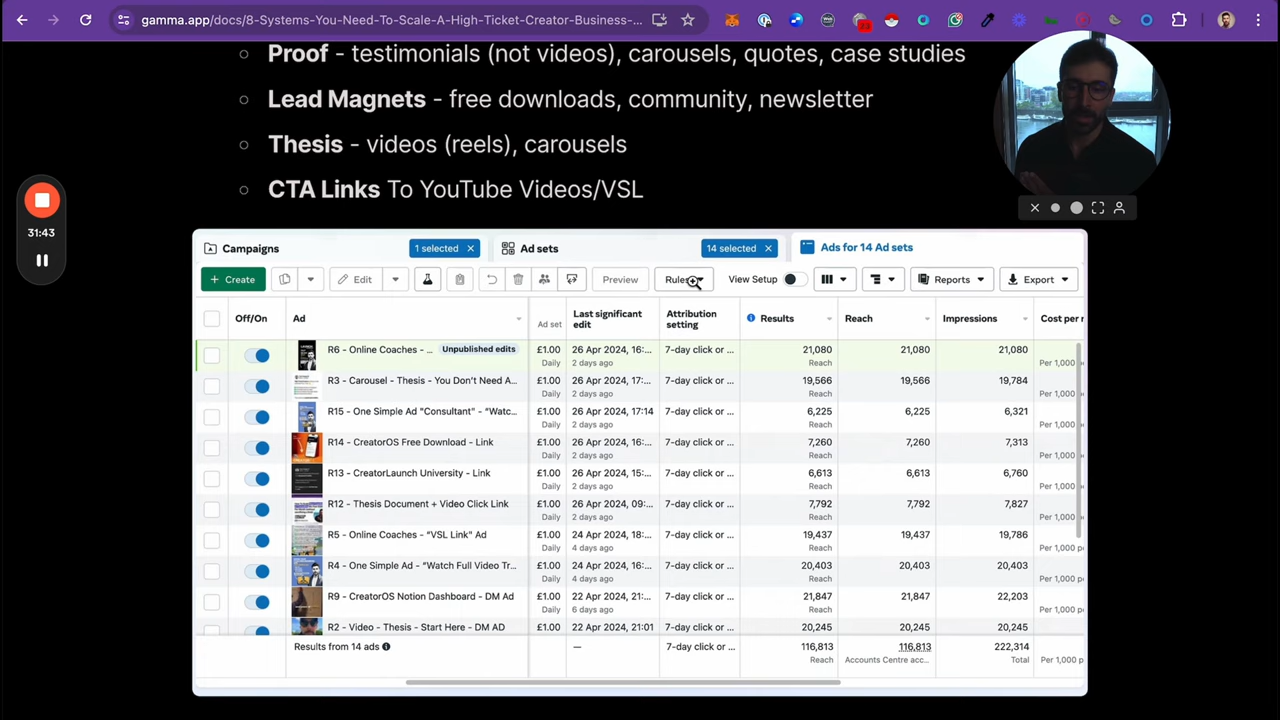 gamma.app/docs/8-Systems-You-Need-To-Scale-A-High-Ticket-Creator-Business-...
Proof - testimonials (not videos), carousels, quotes, case studies
Lead Magnets - free downloads, community, newsletter
Thesis - videos (reels), carousels
CTA Links To YouTube Videos/VSL
31:43
Campaigns 1 selected Ad sets 14 selected Ads for 14 Ad sets
+ Create Edit Preview Rules View Setup Reports Export
Off/On Ad Ad set Last significant edit Attribution setting Results Reach Impressions Cost per r
R6 - Online Coaches - ... Unpublished edits £1.00 26 Apr 2024, 16:... 7-day click or ... 21,080 21,080 21,080
Daily 2 days ago Reach Per 1,000
R3 - Carousel - Thesis - You Don't Need A... £1.00 26 Apr 2024, 17:... 7-day click or ... 19,566 19,566 19,784
Daily 2 days ago Reach Per 1,000
R15 - One Simple Ad "Consultant" - "Watc... £1.00 26 Apr 2024, 17:14 7-day click or ... 6,225 6,225 6,321
Daily 2 days ago Reach Per 1,000
R14 - CreatorOS Free Download - Link £1.00 26 Apr 2024, 16:... 7-day click or ... 7,260 7,260 7,313
Daily 2 days ago Reach Per 1,000
R13 - CreatorLaunch University - Link £1.00 26 Apr 2024, 15:... 7-day click or ... 6,613 6,613 6,760
Daily 2 days ago Reach Per 1,000
R12 - Thesis Document + Video Click Link £1.00 26 Apr 2024, 09:... 7-day click or ... 7,792 7,792 7,827
Daily 2 days ago Reach Per 1,000
R5 - Online Coaches - "VSL Link" Ad £1.00 24 Apr 2024, 18:... 7-day click or ... 19,437 19,437 19,786
Daily 4 days ago Reach Per 1,000
R4 - One Simple Ad - "Watch Full Video Tr... £1.00 24 Apr 2024, 16:... 7-day click or ... 20,403 20,403 20,403
Daily 4 days ago Reach Per 1,000
R9 - CreatorOS Notion Dashboard - DM Ad £1.00 22 Apr 2024, 21:... 7-day click or ... 21,847 21,847 22,203
Daily 6 days ago Reach Per 1,000
R2 - Video - Thesis - Start Here - DM AD £1.00 22 Apr 2024, 21:01 7-day click or ... 20,245 20,245 20,245
Results from 14 ads — 7-day click or ... 116,813 116,813 222,314
Reach Accounts Centre acc... Total Per 1,000 p